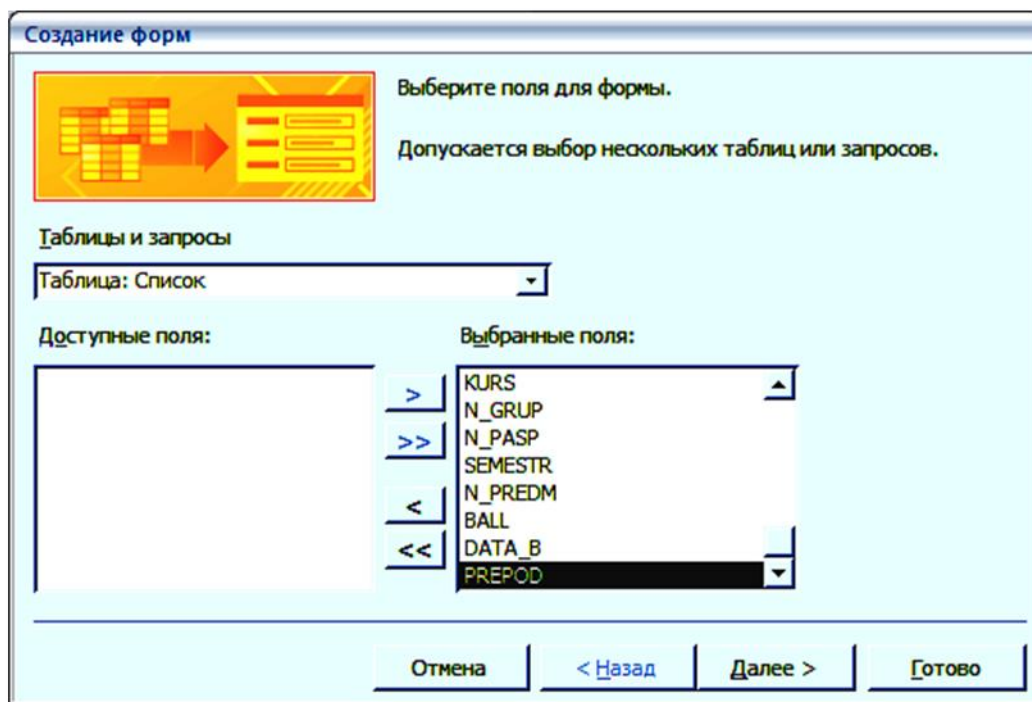 Создание форм
Выберите поля для формы.
Допускается выбор нескольких таблиц или запросов.
Таблицы и запросы
Таблица: Список
Доступные поля:
Выбранные поля:
>
>>
<
<<
KURS
N_GRUP
N_PASP
SEMESTR
N_PREDM
BALL
DATA_B
PREPOD
Отмена
< Назад
Далее >
Готово